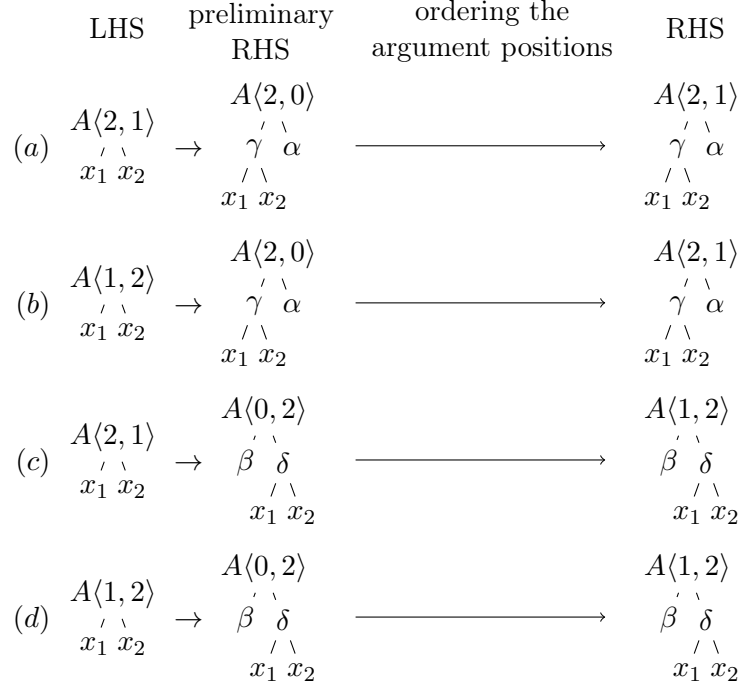 LHS preliminary RHS ordering the argument positions RHS
(a) A⟨2, 1⟩ → A⟨2, 0⟩ A⟨2, 1⟩
x₁ x₂ γ α γ α
x₁ x₂ x₁ x₂
(b) A⟨1, 2⟩ → A⟨2, 0⟩ A⟨2, 1⟩
x₁ x₂ γ α γ α
x₁ x₂ x₁ x₂
(c) A⟨2, 1⟩ → A⟨0, 2⟩ A⟨1, 2⟩
x₁ x₂ β δ β δ
x₁ x₂ x₁ x₂
(d) A⟨1, 2⟩ → A⟨0, 2⟩ A⟨1, 2⟩
x₁ x₂ β δ β δ
x₁ x₂ x₁ x₂